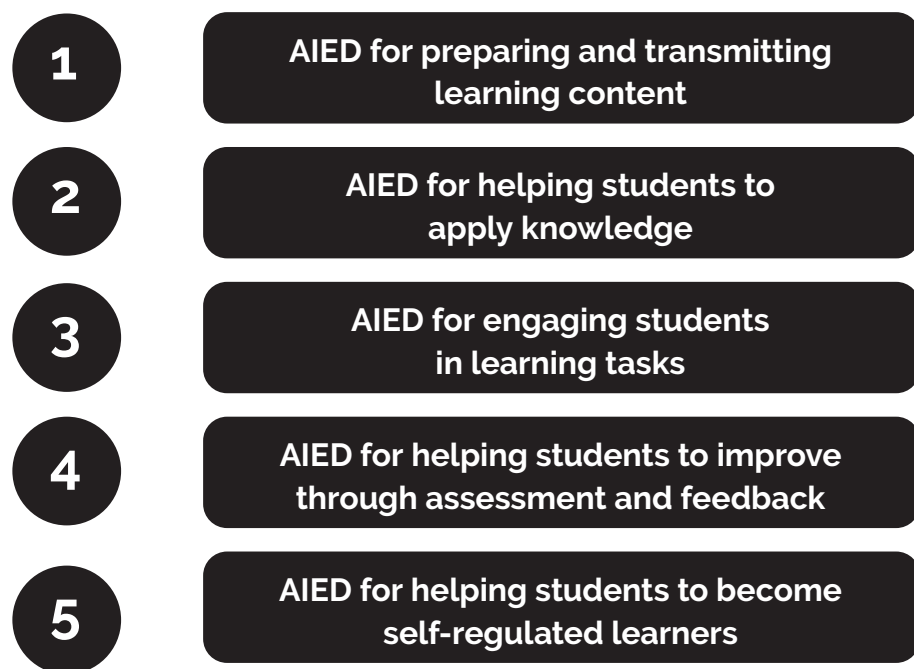 1
AIED for preparing and transmitting
learning content
2
AIED for helping students to
apply knowledge
3
AIED for engaging students
in learning tasks
4
AIED for helping students to improve
through assessment and feedback
5
AIED for helping students to become
self-regulated learners